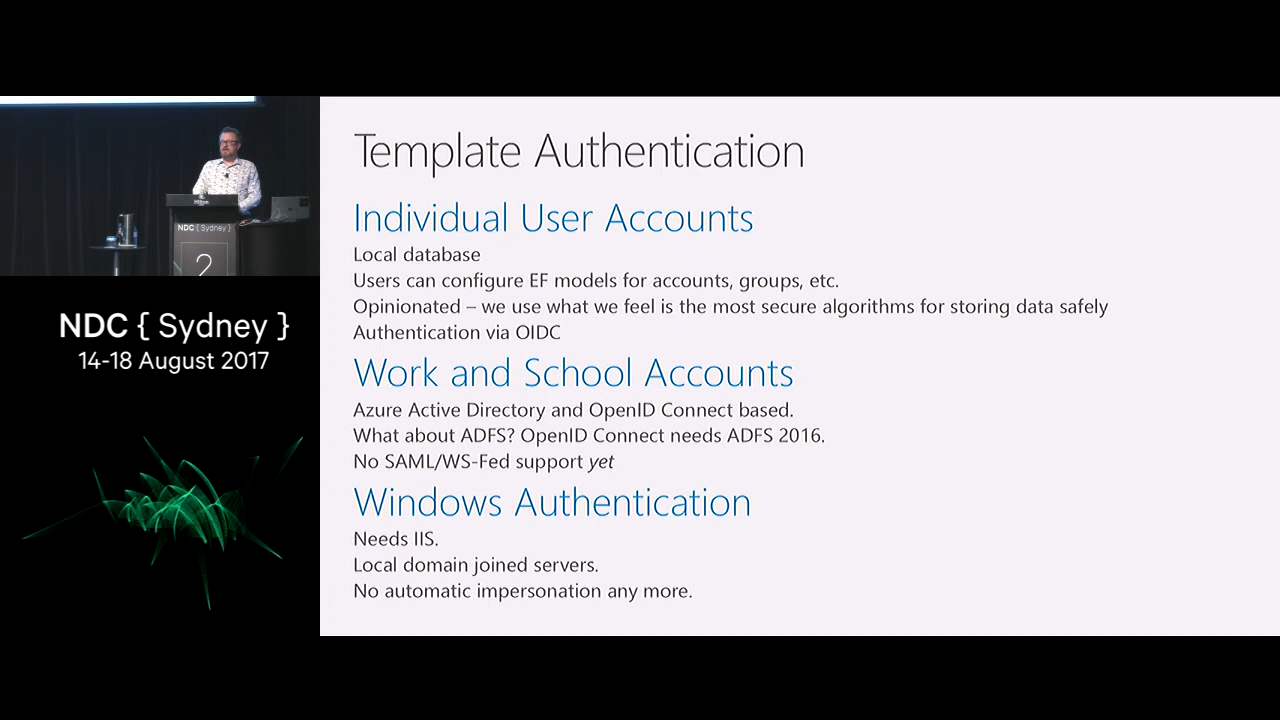 Hilton
NDC { Sydney }
2
NDC { Sydney }
14-18 August 2017
Template Authentication
Individual User Accounts
Local database
Users can configure EF models for accounts, groups, etc.
Opinionated – we use what we feel is the most secure algorithms for storing data safely
Authentication via OIDC
Work and School Accounts
Azure Active Directory and OpenID Connect based.
What about ADFS? OpenID Connect needs ADFS 2016.
No SAML/WS-Fed support yet
Windows Authentication
Needs IIS.
Local domain joined servers.
No automatic impersonation any more.